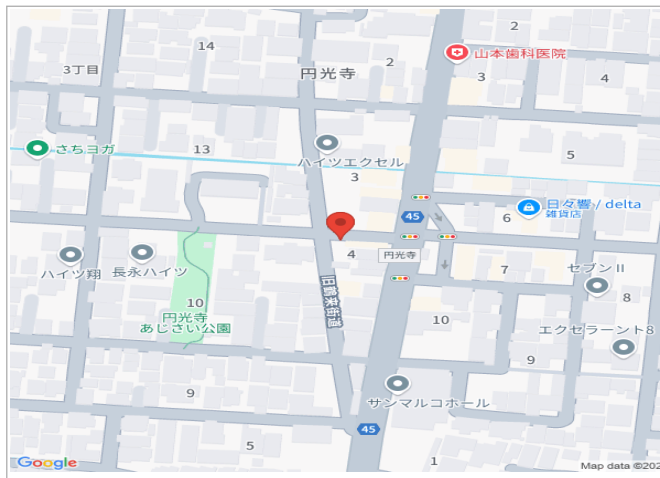 2
14
山本歯科医院
3丁目
円光寺
2
3
4
13
さちヨガ
ハイツエクセル
5
3
日々響 / delta
雑貨店
45
6
4
円光寺
7
セブンⅡ
ハイツ翔
長永ハイツ
旧鶴来街道
10
円光寺
あじさい公園
8
10
エクセラーント8
9
9
サンマルコホール
45
5
1
Google
Map data ©202